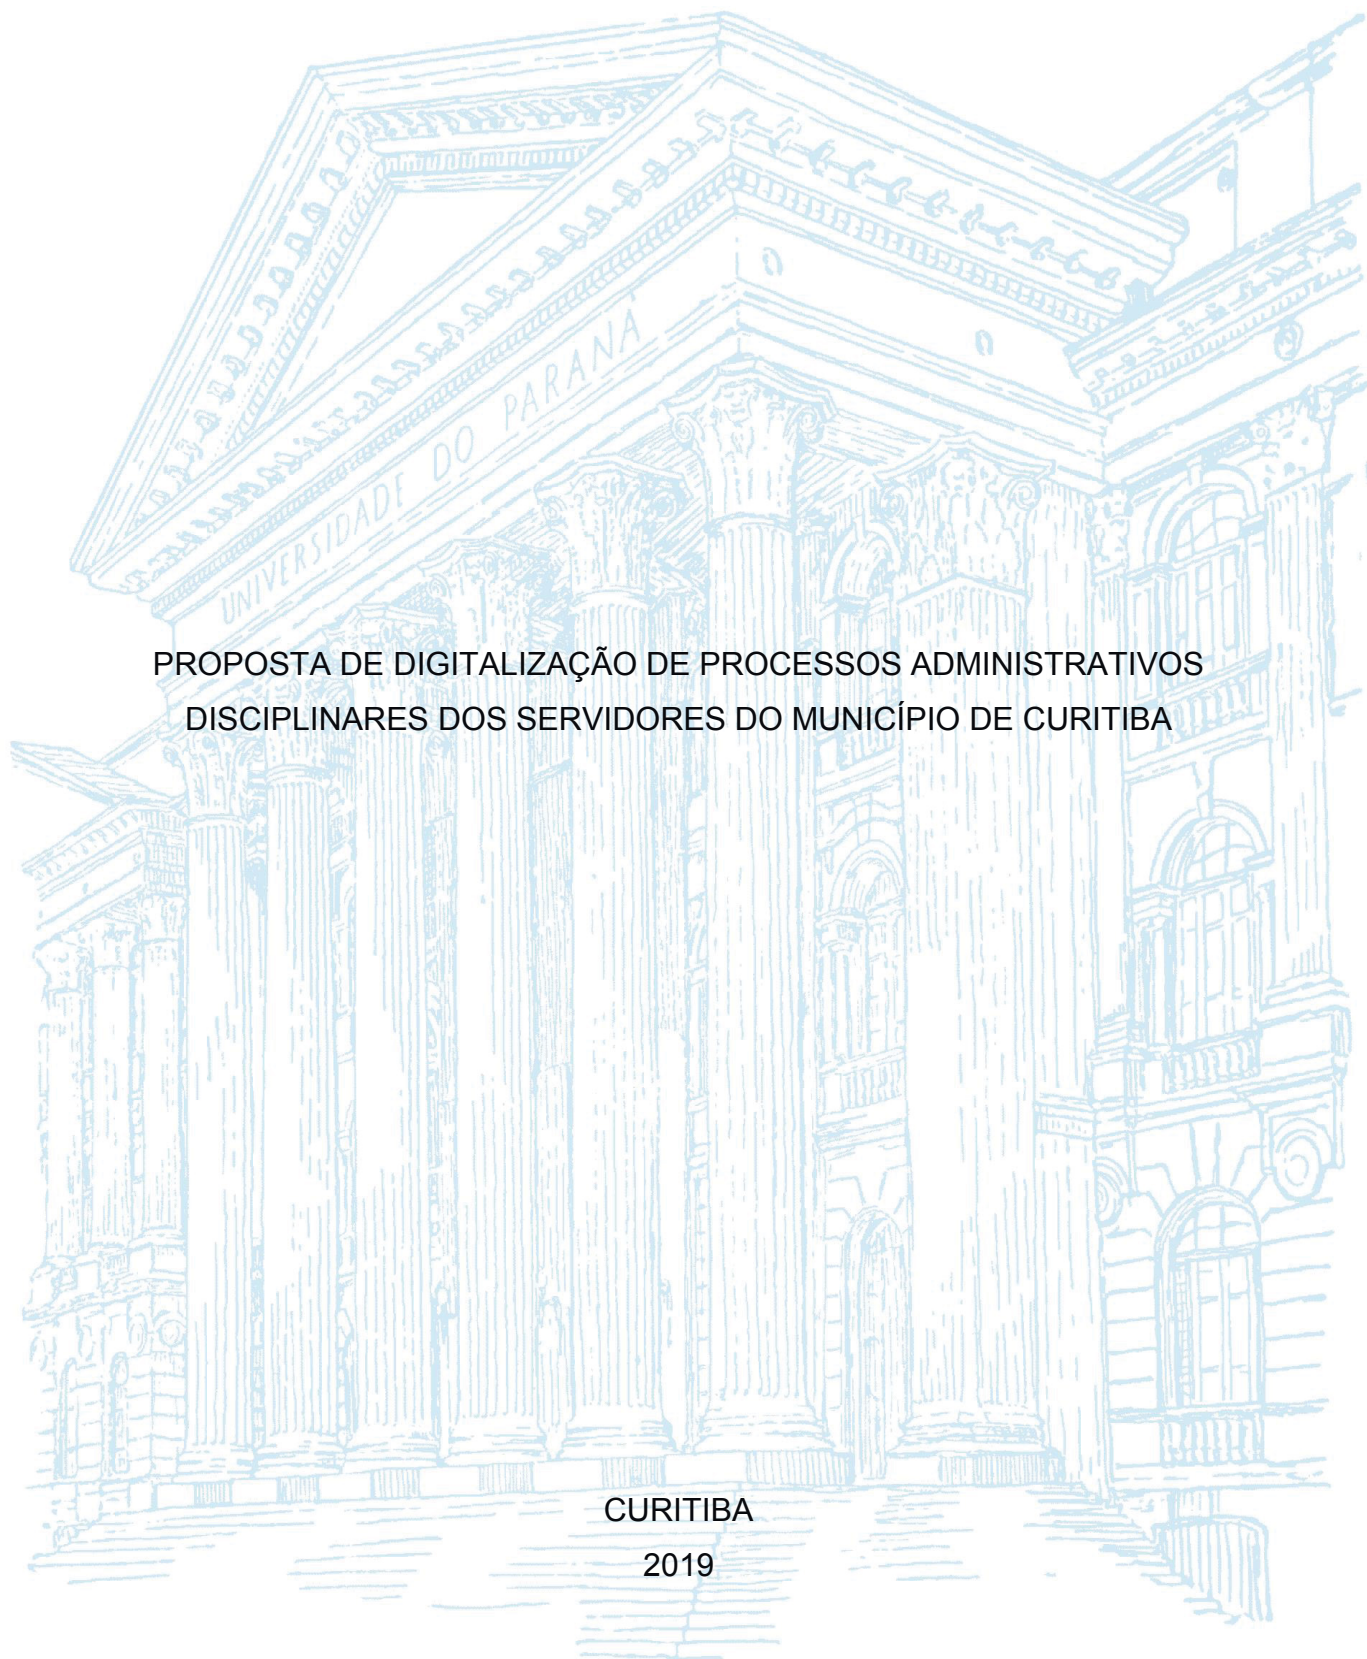 UNIVERSIDADE DO PARANÁ
PROPOSTA DE DIGITALIZAÇÃO DE PROCESSOS ADMINISTRATIVOS
DISCIPLINARES DOS SERVIDORES DO MUNICÍPIO DE CURITIBA
CURITIBA
2019